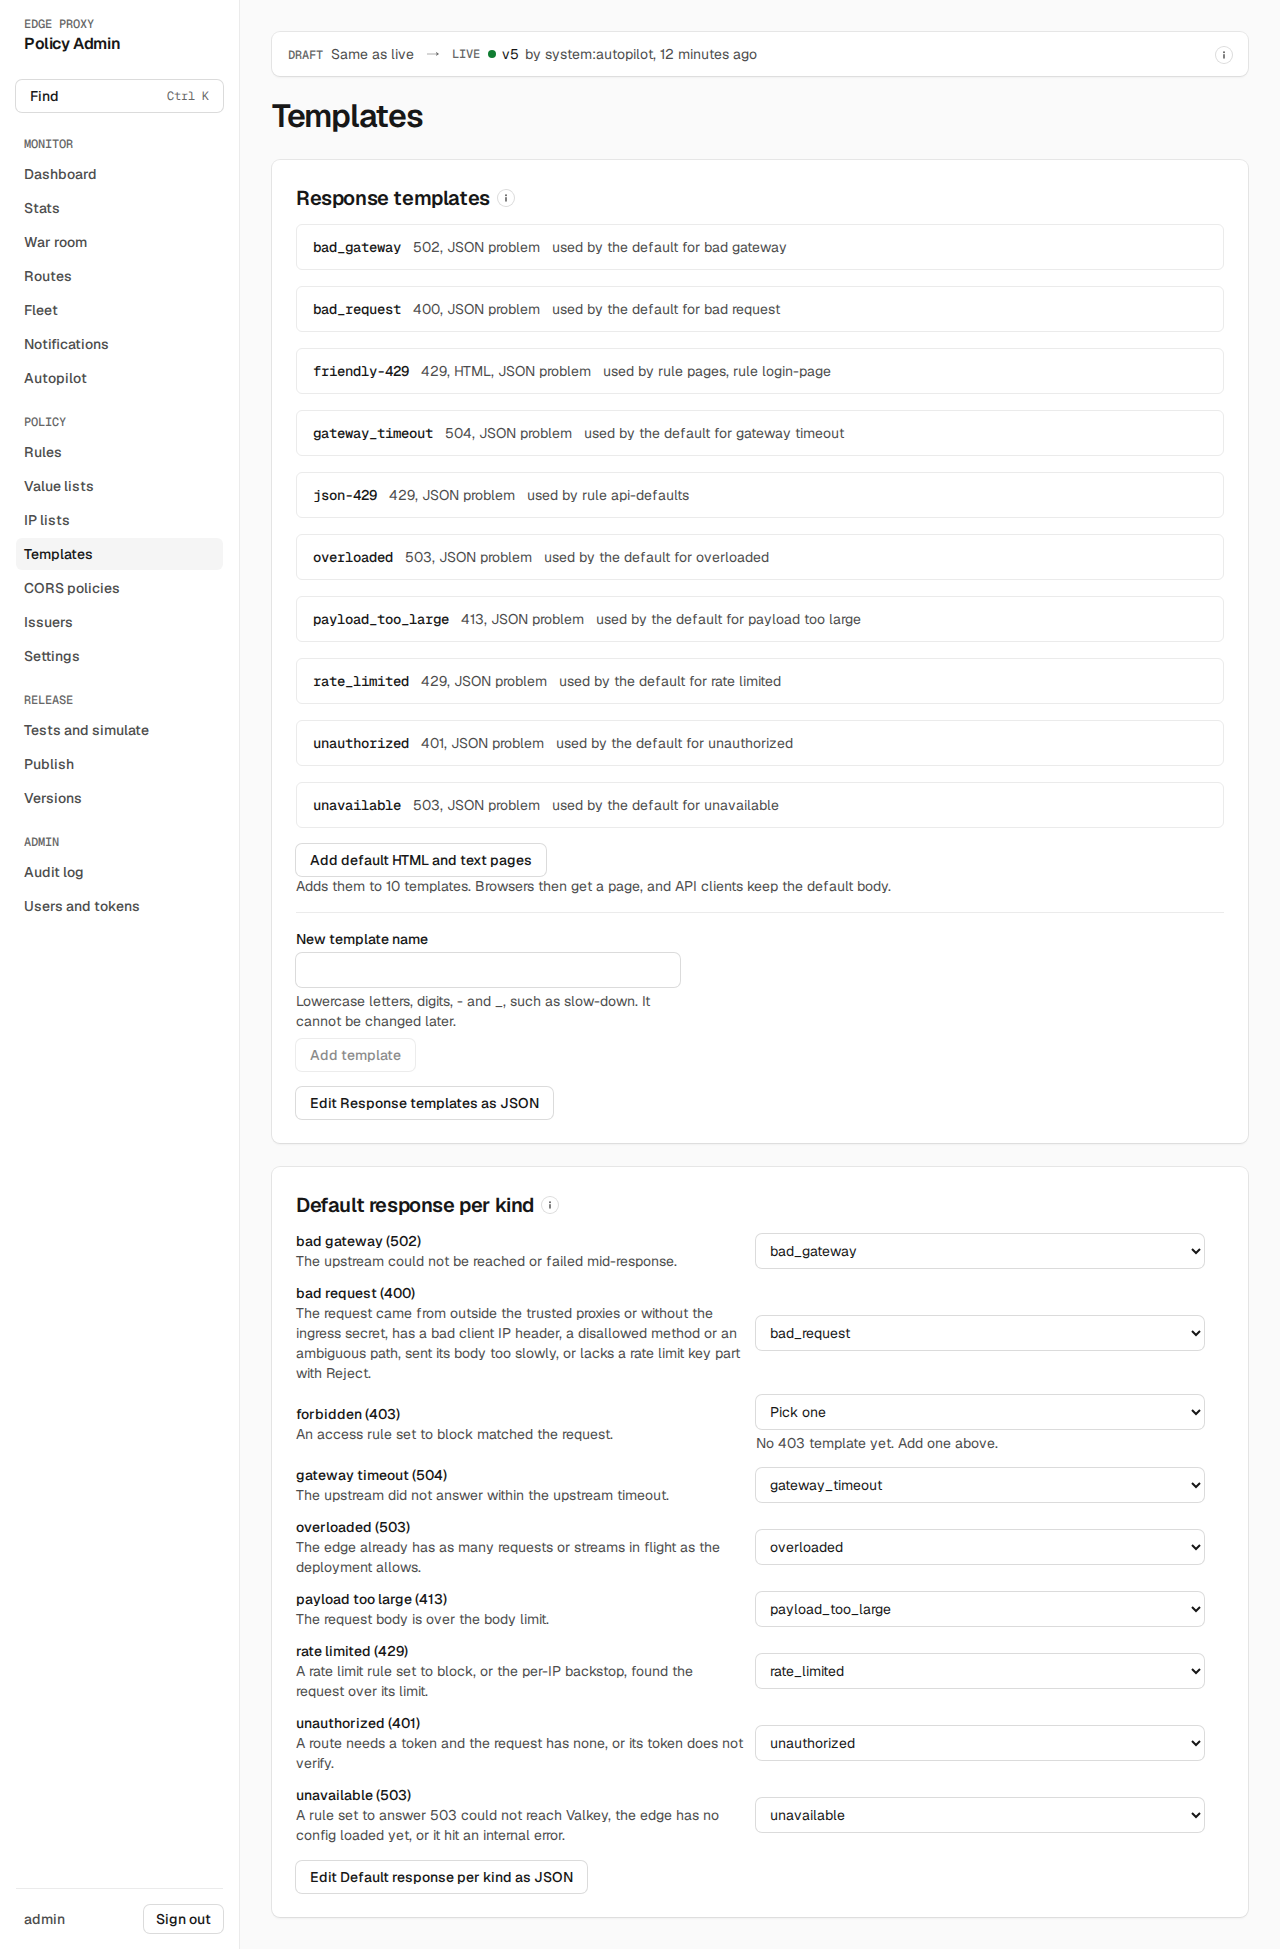 EDGE PROXY
Policy Admin
Find Ctrl K
MONITOR
Dashboard
Stats
War room
Routes
Fleet
Notifications
Autopilot
POLICY
Rules
Value lists
IP lists
Templates
CORS policies
Issuers
Settings
RELEASE
Tests and simulate
Publish
Versions
ADMIN
Audit log
Users and tokens
admin Sign out
DRAFT Same as live → LIVE v5 by system:autopilot, 12 minutes ago
Templates
Response templates
bad_gateway 502, JSON problem used by the default for bad gateway
bad_request 400, JSON problem used by the default for bad request
friendly-429 429, HTML, JSON problem used by rule pages, rule login-page
gateway_timeout 504, JSON problem used by the default for gateway timeout
json-429 429, JSON problem used by rule api-defaults
overloaded 503, JSON problem used by the default for overloaded
payload_too_large 413, JSON problem used by the default for payload too large
rate_limited 429, JSON problem used by the default for rate limited
unauthorized 401, JSON problem used by the default for unauthorized
unavailable 503, JSON problem used by the default for unavailable
Add default HTML and text pages
Adds them to 10 templates. Browsers then get a page, and API clients keep the default body.
New template name
Lowercase letters, digits, - and _, such as slow-down. It
cannot be changed later.
Add template
Edit Response templates as JSON
Default response per kind
bad gateway (502)
The upstream could not be reached or failed mid-response.
bad_gateway
bad request (400)
The request came from outside the trusted proxies or without the
ingress secret, has a bad client IP header, a disallowed method or an
ambiguous path, sent its body too slowly, or lacks a rate limit key part
with Reject.
bad_request
forbidden (403)
An access rule set to block matched the request.
Pick one
No 403 template yet. Add one above.
gateway timeout (504)
The upstream did not answer within the upstream timeout.
gateway_timeout
overloaded (503)
The edge already has as many requests or streams in flight as the
deployment allows.
overloaded
payload too large (413)
The request body is over the body limit.
payload_too_large
rate limited (429)
A rate limit rule set to block, or the per-IP backstop, found the
request over its limit.
rate_limited
unauthorized (401)
A route needs a token and the request has none, or its token does not
verify.
unauthorized
unavailable (503)
A rule set to answer 503 could not reach Valkey, the edge has no
config loaded yet, or it hit an internal error.
unavailable
Edit Default response per kind as JSON